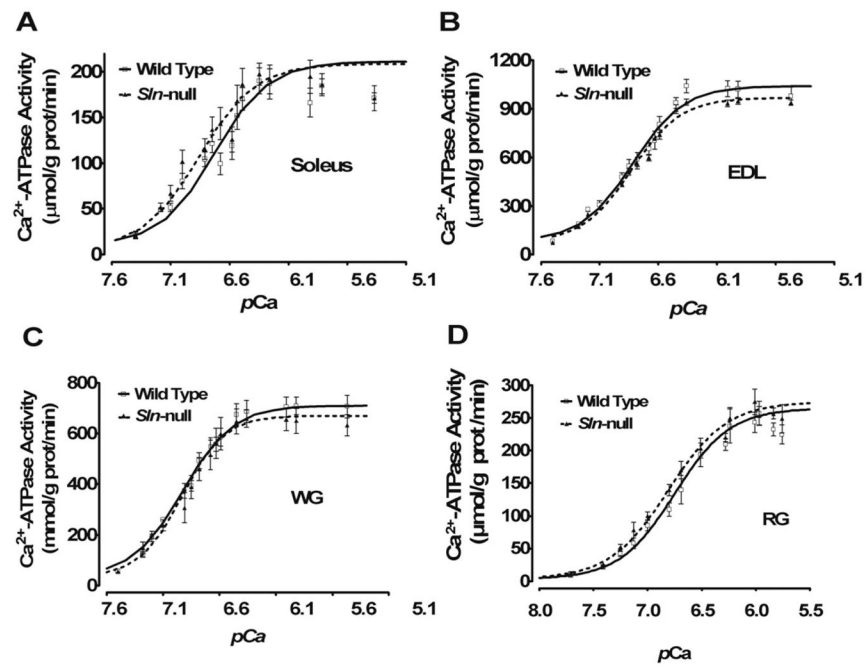 A
Ca²⁺-ATPase Activity
(µmol/g prot/min)
200
150
100
50
0
Wild Type
Sln-null
Soleus
7.6 7.1 6.6 6.1 5.6 5.1
pCa
B
Ca²⁺-ATPase Activity
(µmol/g prot/min)
1200
900
600
300
0
Wild Type
Sln-null
EDL
7.6 7.1 6.6 6.1 5.6 5.1
pCa
C
Ca²⁺-ATPase Activity
(mmol/g prot/min)
800
600
400
200
0
Wild Type
Sln-null
WG
7.6 7.1 6.6 6.1 5.6 5.1
pCa
D
Ca²⁺-ATPase Activity
(µmol/g prot/min)
300
250
200
150
100
50
0
Wild Type
Sln-null
RG
8.0 7.5 7.0 6.5 6.0 5.5
pCa